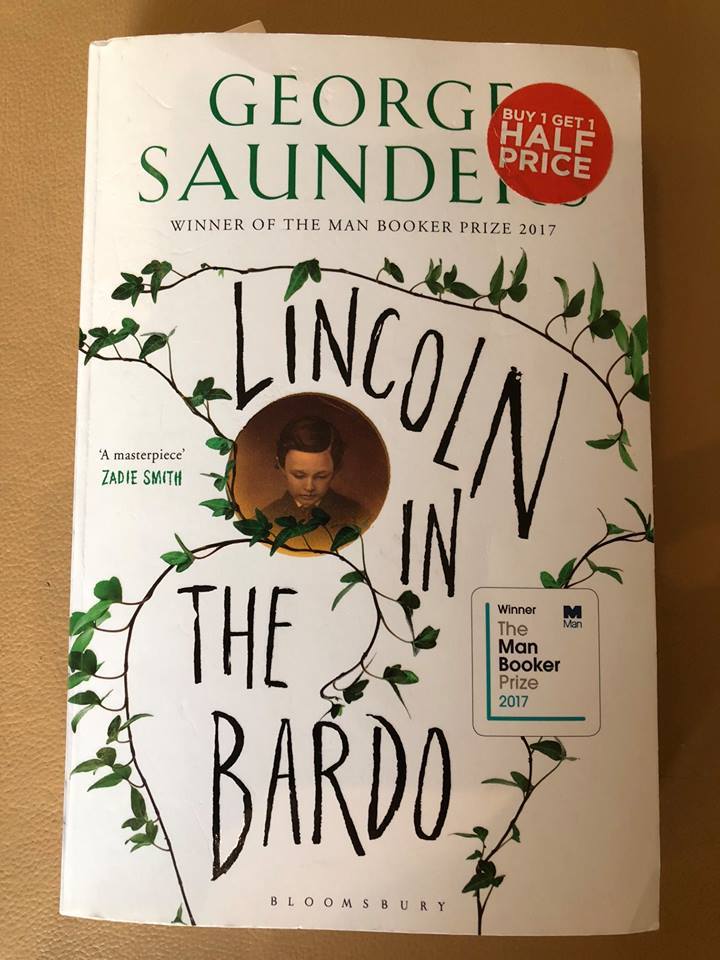 GEORGE
SAUNDERS
BUY 1 GET 1
HALF
PRICE
WINNER OF THE MAN BOOKER PRIZE 2017
LINCOLN
IN
THE
BARDO
'A masterpiece'
ZADIE SMITH
Winner
M
Man
The
Man
Booker
Prize
2017
BLOOMSBURY